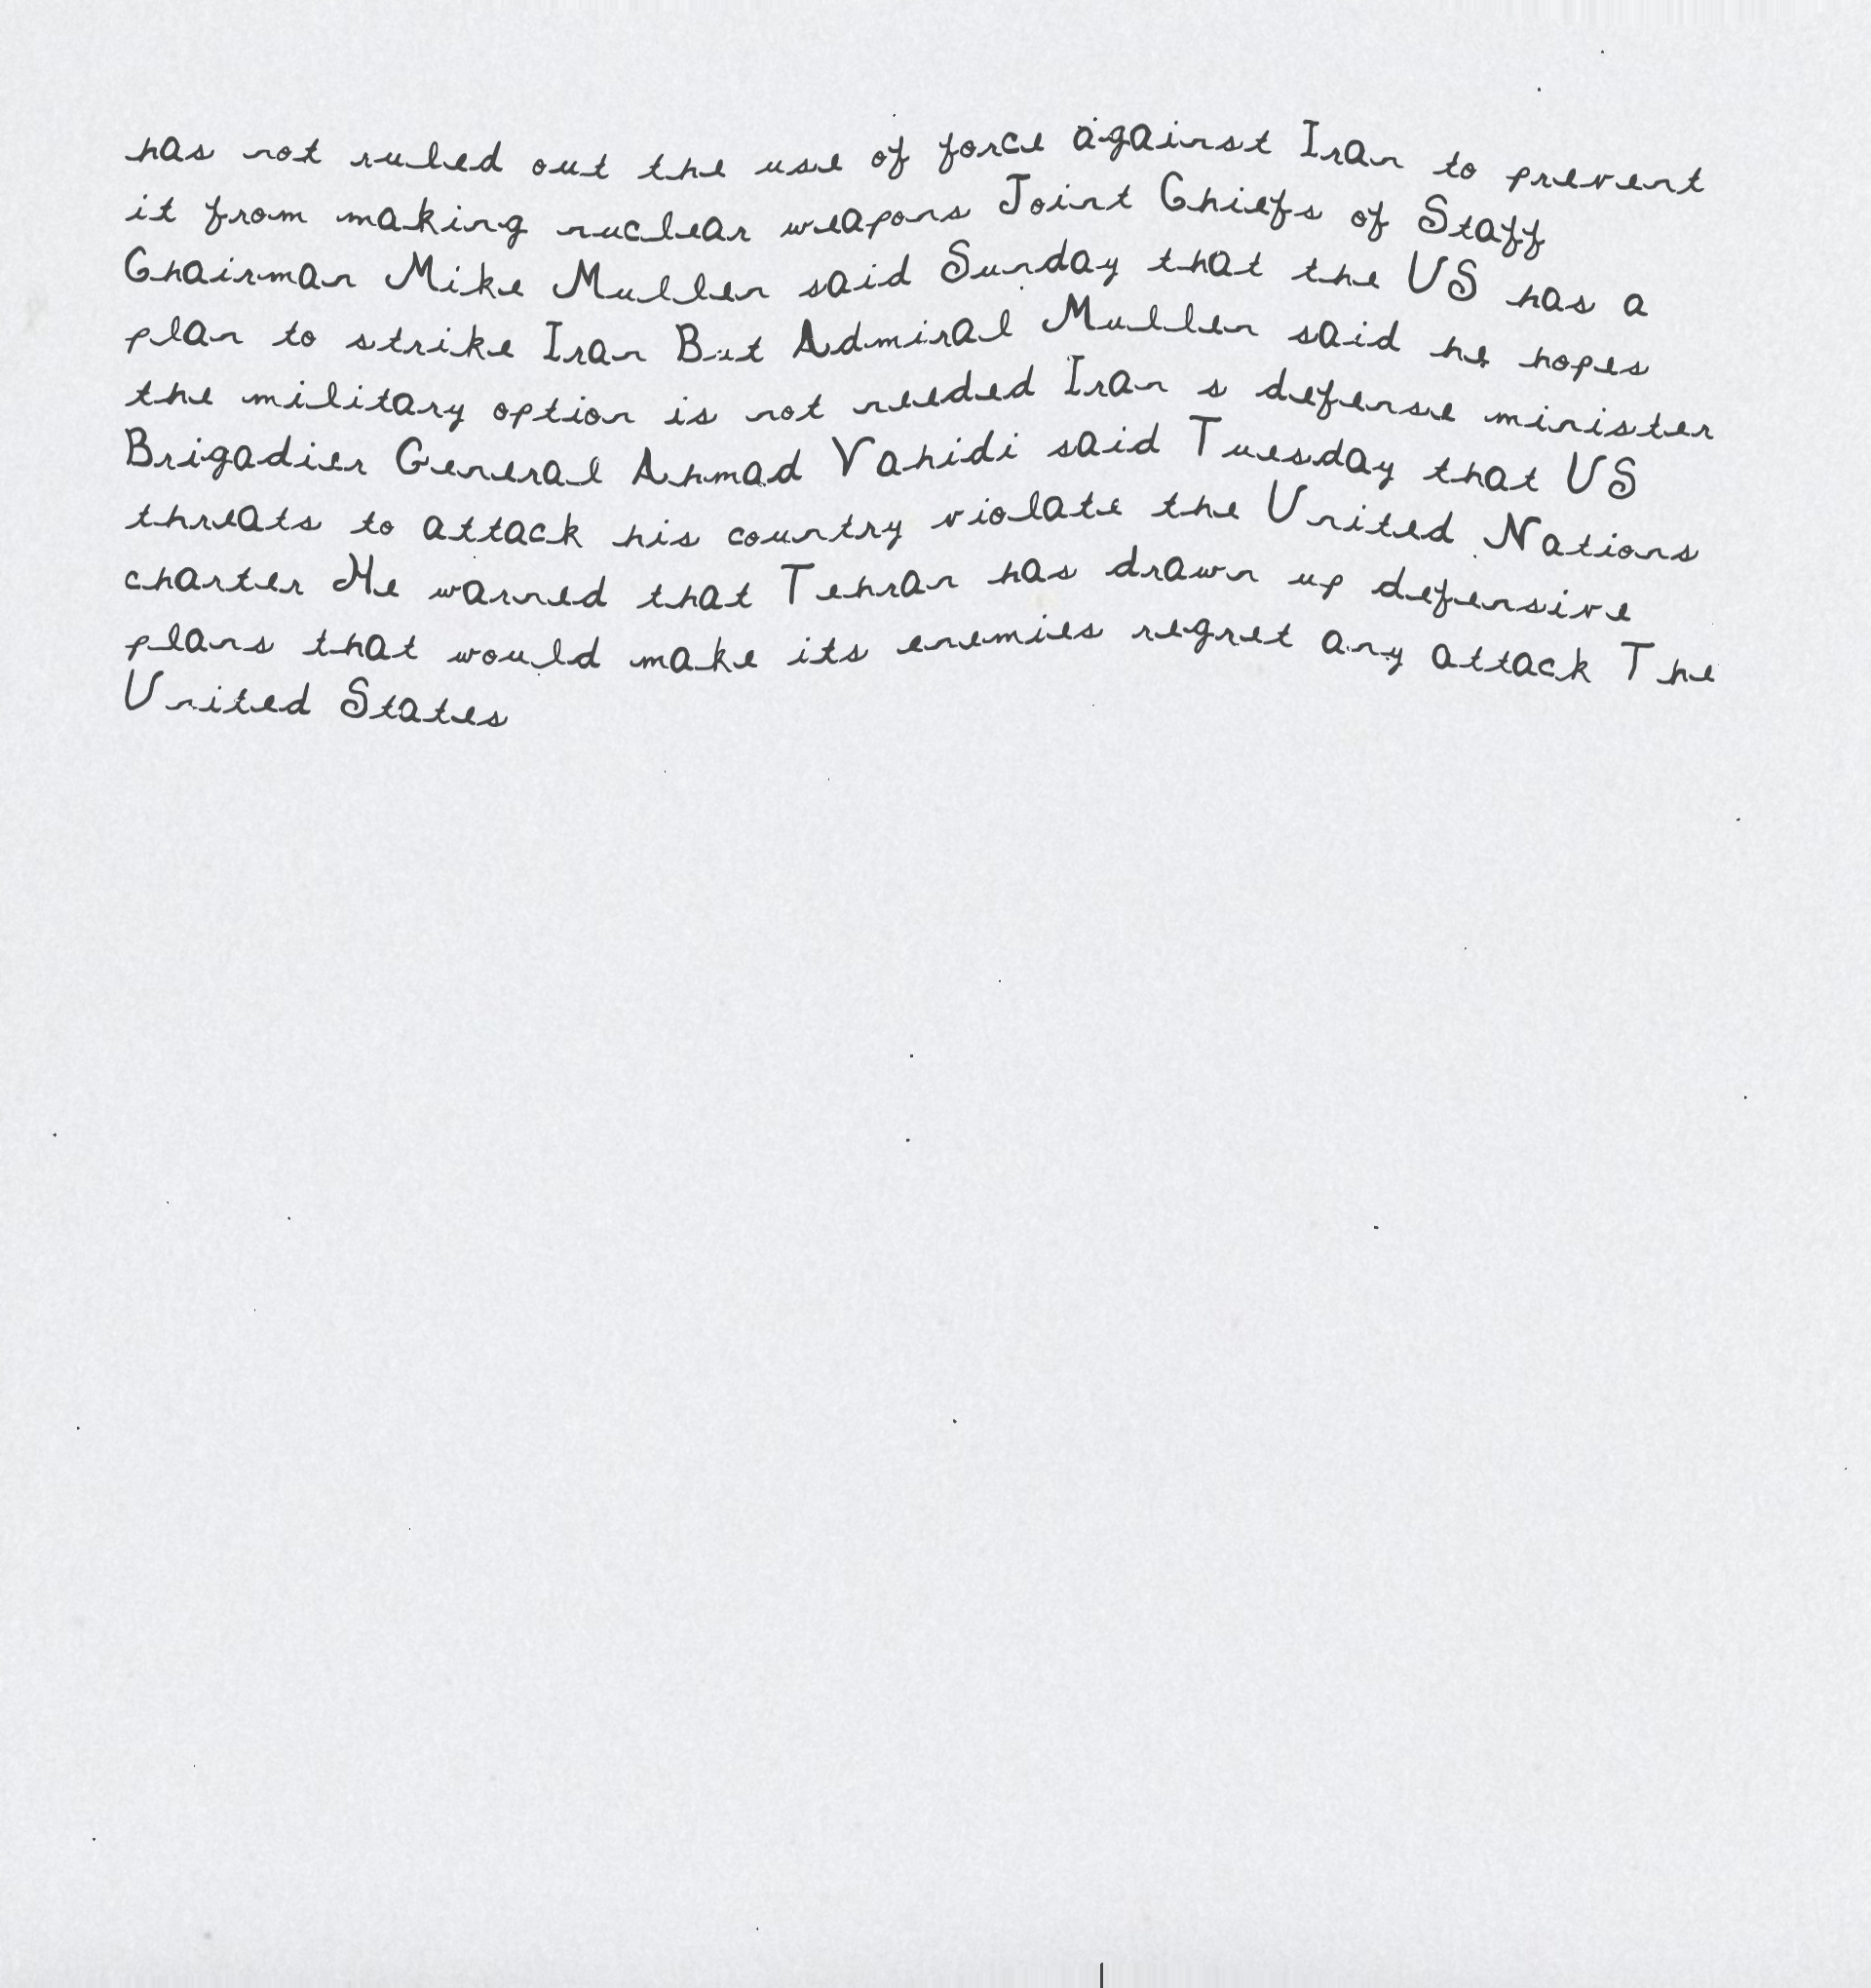 has not ruled out the use of force against Iran to prevent
it from making nuclear weapons Joint Chiefs of Staff
Chairman Mike Mullen said Sunday that the US has a
plan to strike Iran But Admiral Mullen said he hopes
the military option is not needed Iran s defense minister
Brigadier General Ahmad Vahidi said Tuesday that US
threats to attack his country violate the United Nations
charter He warned that Tehran has drawn up defensive
plans that would make its enemies regret any attack The
United States